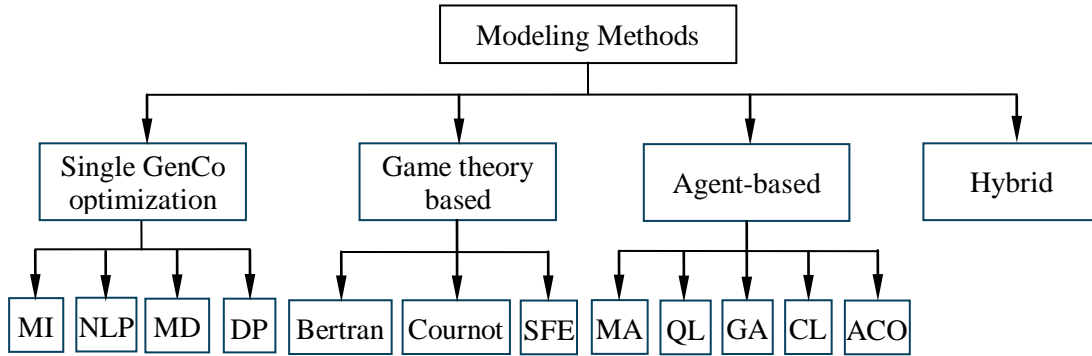 Modeling Methods
Single GenCo
optimization
Game theory
based
Agent-based
Hybrid
MI
NLP
MD
DP
Bertran
Cournot
SFE
MA
QL
GA
CL
ACO